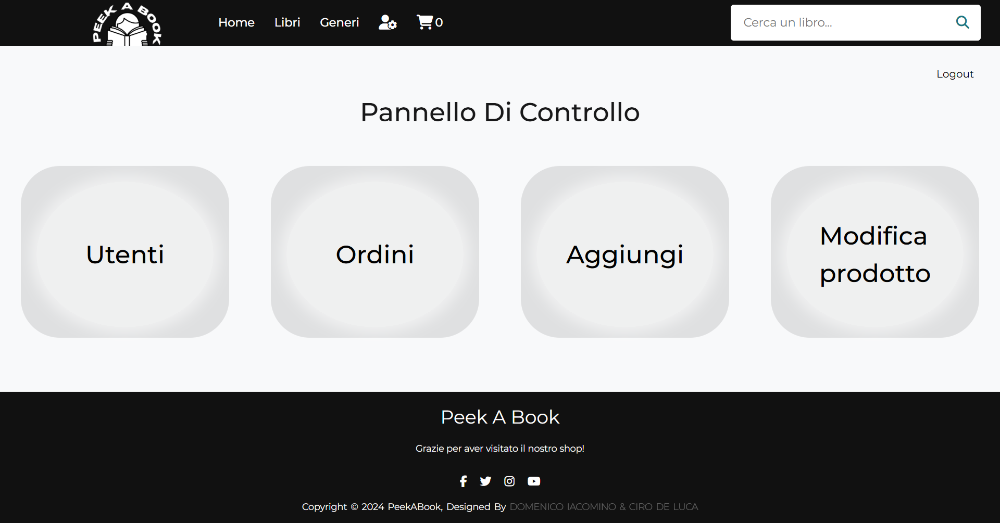 PEEK A BOOK
Home
Libri
Generi
0
Cerca un libro...
Logout
Pannello Di Controllo
Utenti
Ordini
Aggiungi
Modifica
prodotto
Peek A Book
Grazie per aver visitato il nostro shop!
Copyright © 2024 PeekABook, Designed By DOMENICO IACOMINO & CIRO DE LUCA